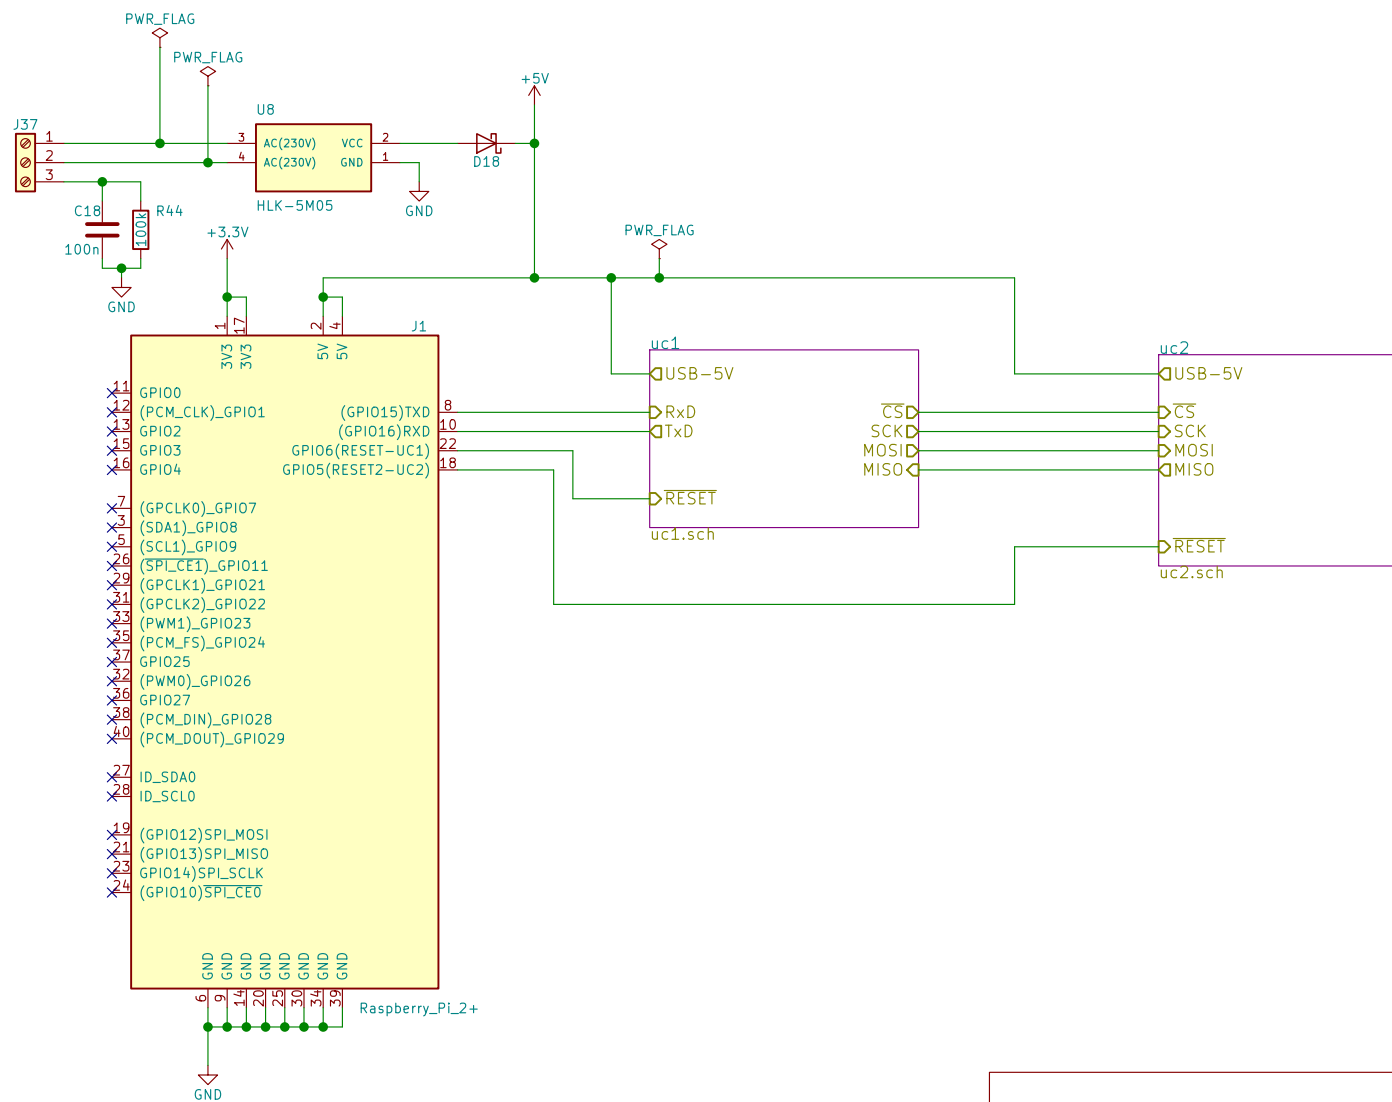 PWR_FLAG
PWR_FLAG
+5V
U8
J37
1
2
3
3 AC(230V) VCC 2
4 AC(230V) GND 1
D18
HLK-5M05
GND
C18
100n
R44
100k
GND
+3.3V
PWR_FLAG
J1
1 3V3
17 3V3
2 5V
4 5V
11 GPIO0
12 (PCM_CLK)_GPIO1
13 GPIO2
15 GPIO3
16 GPIO4
7 (GPCLK0)_GPIO7
3 (SDA1)_GPIO8
5 (SCL1)_GPIO9
26 (SPI_CE1)_GPIO11
29 (GPCLK1)_GPIO21
31 (GPCLK2)_GPIO22
33 (PWM1)_GPIO23
35 (PCM_FS)_GPIO24
37 GPIO25
32 (PWM0)_GPIO26
36 GPIO27
38 (PCM_DIN)_GPIO28
40 (PCM_DOUT)_GPIO29
27 ID_SDA0
28 ID_SCL0
19 (GPIO12)SPI_MOSI
21 (GPIO13)SPI_MISO
23 GPIO14)SPI_SCLK
24 (GPIO10)SPI_CE0
(GPIO15)TXD 8
(GPIO16)RXD 10
GPIO6(RESET-UC1) 22
GPIO5(RESET2-UC2) 18
GND 6
GND 9
GND 14
GND 20
GND 25
GND 30
GND 34
GND 39
Raspberry_Pi_2+
GND
uc1
USB-5V
RxD
TxD
RESET
CS
SCK
MOSI
MISO
uc1.sch
uc2
USB-5V
CS
SCK
MOSI
MISO
RESET
uc2.sch